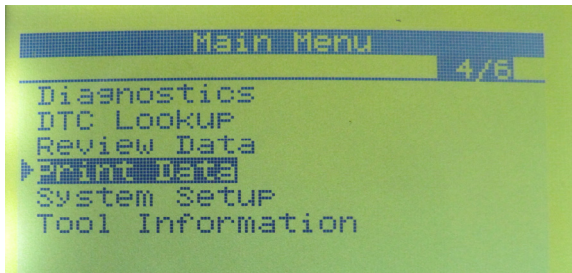 Main Menu
4/6
Diagnostics
DTC Lookup
Review Data
Print Data
System Setup
Tool Information